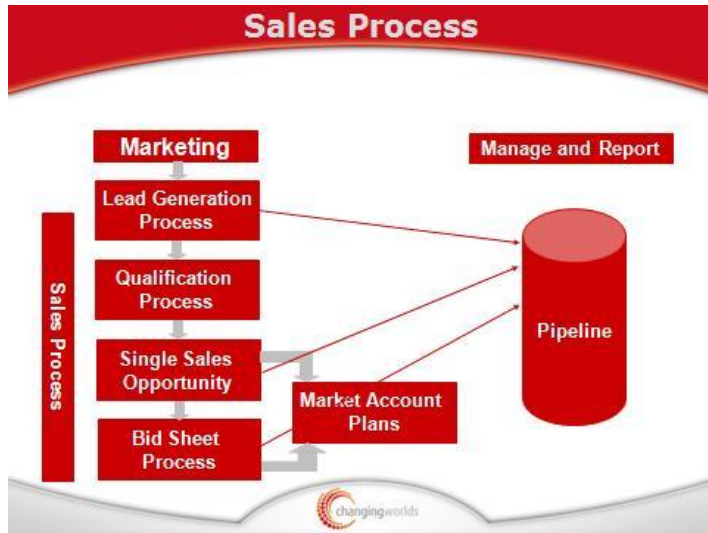 Sales Process
Marketing
Manage and Report
Lead Generation
Process
Qualification
Process
Sales Process
Single Sales
Opportunity
Pipeline
Market Account
Plans
Bid Sheet
Process
changingworlds